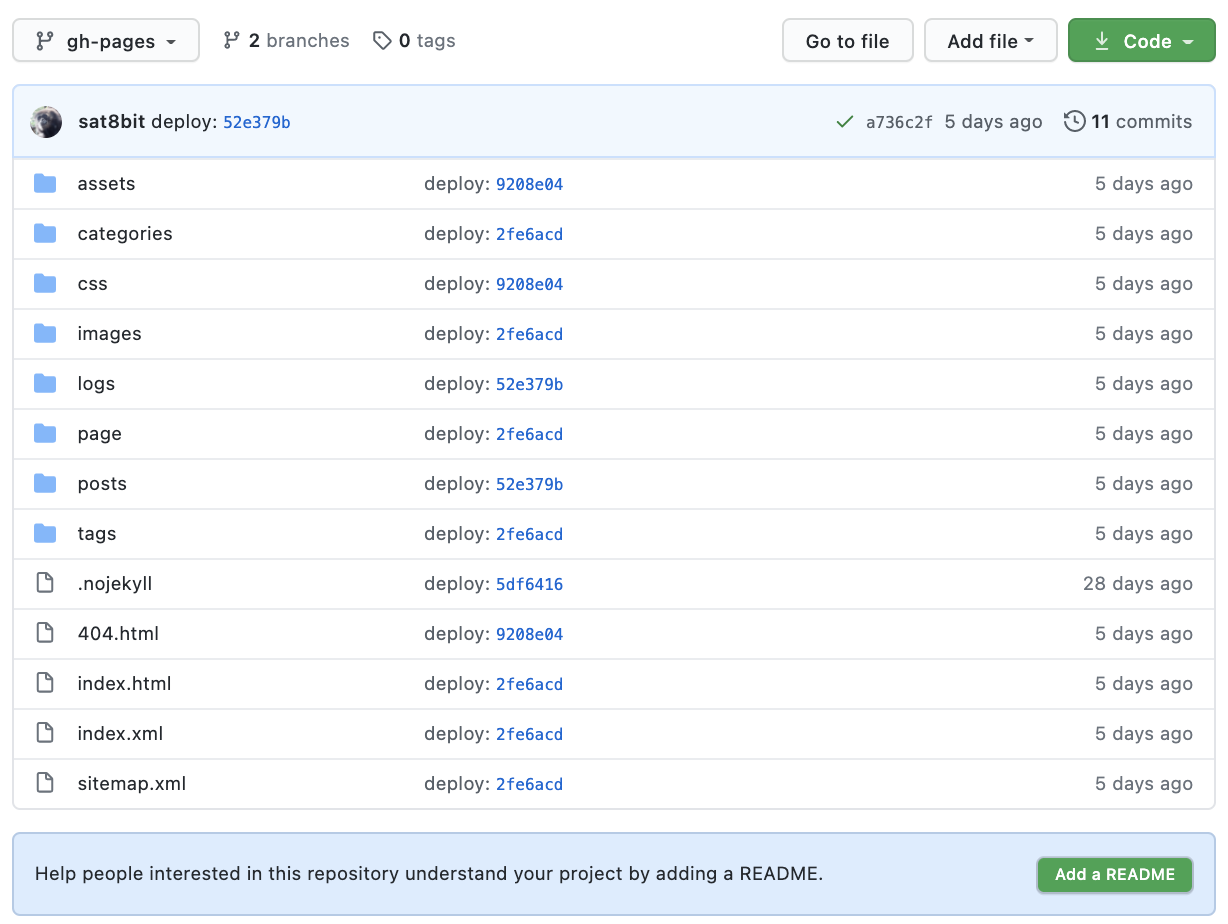 gh-pages 2 branches 0 tags Go to file Add file Code
sat8bit deploy: 52e379b a736c2f 5 days ago 11 commits
assets deploy: 9208e04 5 days ago
categories deploy: 2fe6acd 5 days ago
css deploy: 9208e04 5 days ago
images deploy: 2fe6acd 5 days ago
logs deploy: 52e379b 5 days ago
page deploy: 2fe6acd 5 days ago
posts deploy: 52e379b 5 days ago
tags deploy: 2fe6acd 5 days ago
.nojekyll deploy: 5df6416 28 days ago
404.html deploy: 9208e04 5 days ago
index.html deploy: 2fe6acd 5 days ago
index.xml deploy: 2fe6acd 5 days ago
sitemap.xml deploy: 2fe6acd 5 days ago
Help people interested in this repository understand your project by adding a README. Add a README